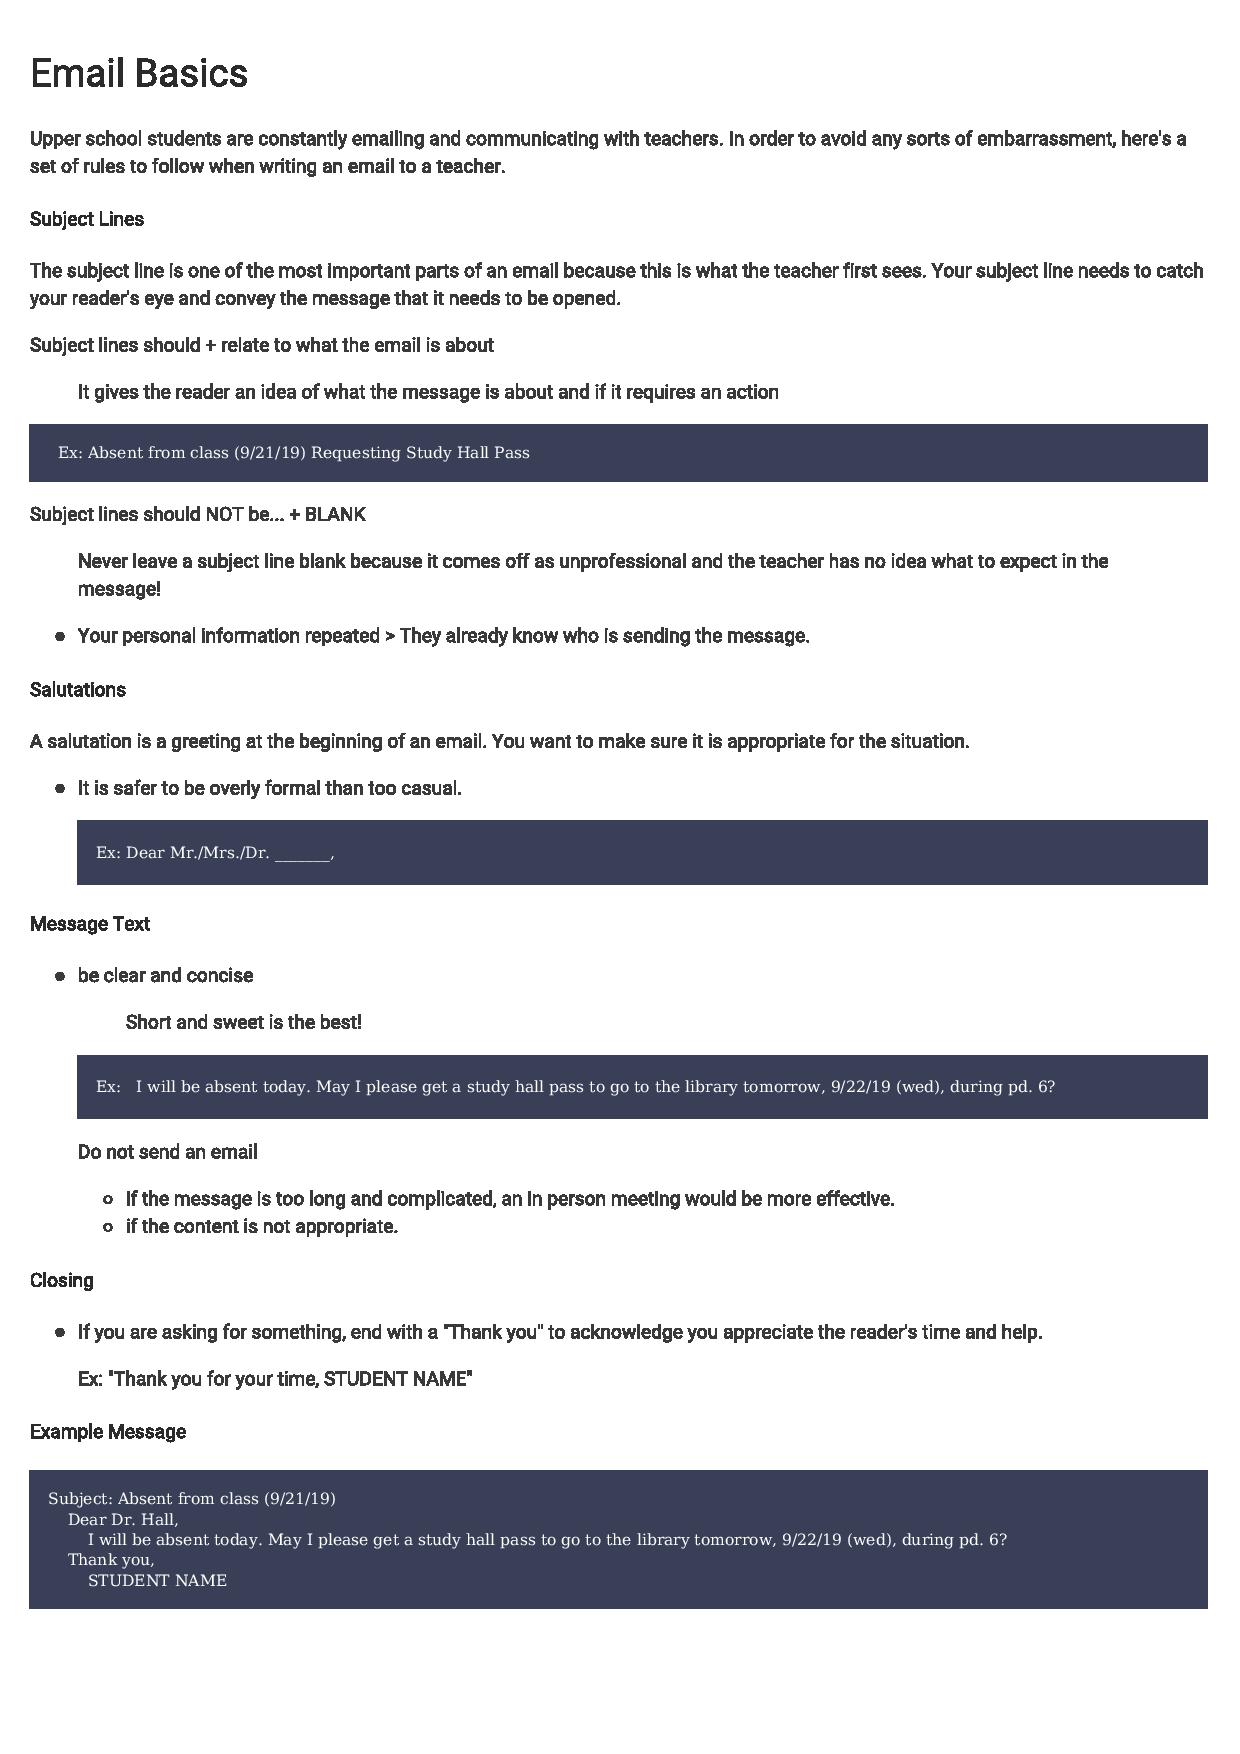 Email Basics
Upper school students are constantly emailing and communicating with teachers. In order to avoid any sorts of embarrassment, here's a
set of rules to follow when writing an email to a teacher.
Subject Lines
The subject line is one of the most important parts of an email because this is what the teacher first sees. Your subject line needs to catch
your reader's eye and convey the message that it needs to be opened.
Subject lines should + relate to what the email is about
It gives the reader an idea of what the message is about and if it requires an action
Ex: Absent from class (9/21/19) Requesting Study Hall Pass
Subject lines should NOT be... + BLANK
Never leave a subject line blank because it comes off as unprofessional and the teacher has no idea what to expect in the
message!
• Your personal information repeated > They already know who is sending the message.
Salutations
A salutation is a greeting at the beginning of an email. You want to make sure it is appropriate for the situation.
• It is safer to be overly formal than too casual.
Ex: Dear Mr./Mrs./Dr. _______,
Message Text
• be clear and concise
Short and sweet is the best!
Ex:   I will be absent today. May I please get a study hall pass to go to the library tomorrow, 9/22/19 (wed), during pd. 6?
Do not send an email
◦ If the message is too long and complicated, an in person meeting would be more effective.
◦ if the content is not appropriate.
Closing
• If you are asking for something, end with a "Thank you" to acknowledge you appreciate the reader's time and help.
Ex: "Thank you for your time, STUDENT NAME"
Example Message
Subject: Absent from class (9/21/19)
Dear Dr. Hall,
I will be absent today. May I please get a study hall pass to go to the library tomorrow, 9/22/19 (wed), during pd. 6?
Thank you,
STUDENT NAME